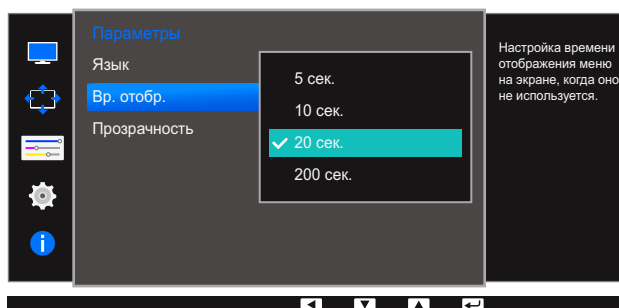 Параметры
Язык
Вр. отобр.
Прозрачность
5 сек.
10 сек.
20 сек.
200 сек.
Настройка времени
отображения меню
на экране, когда оно
не используется.